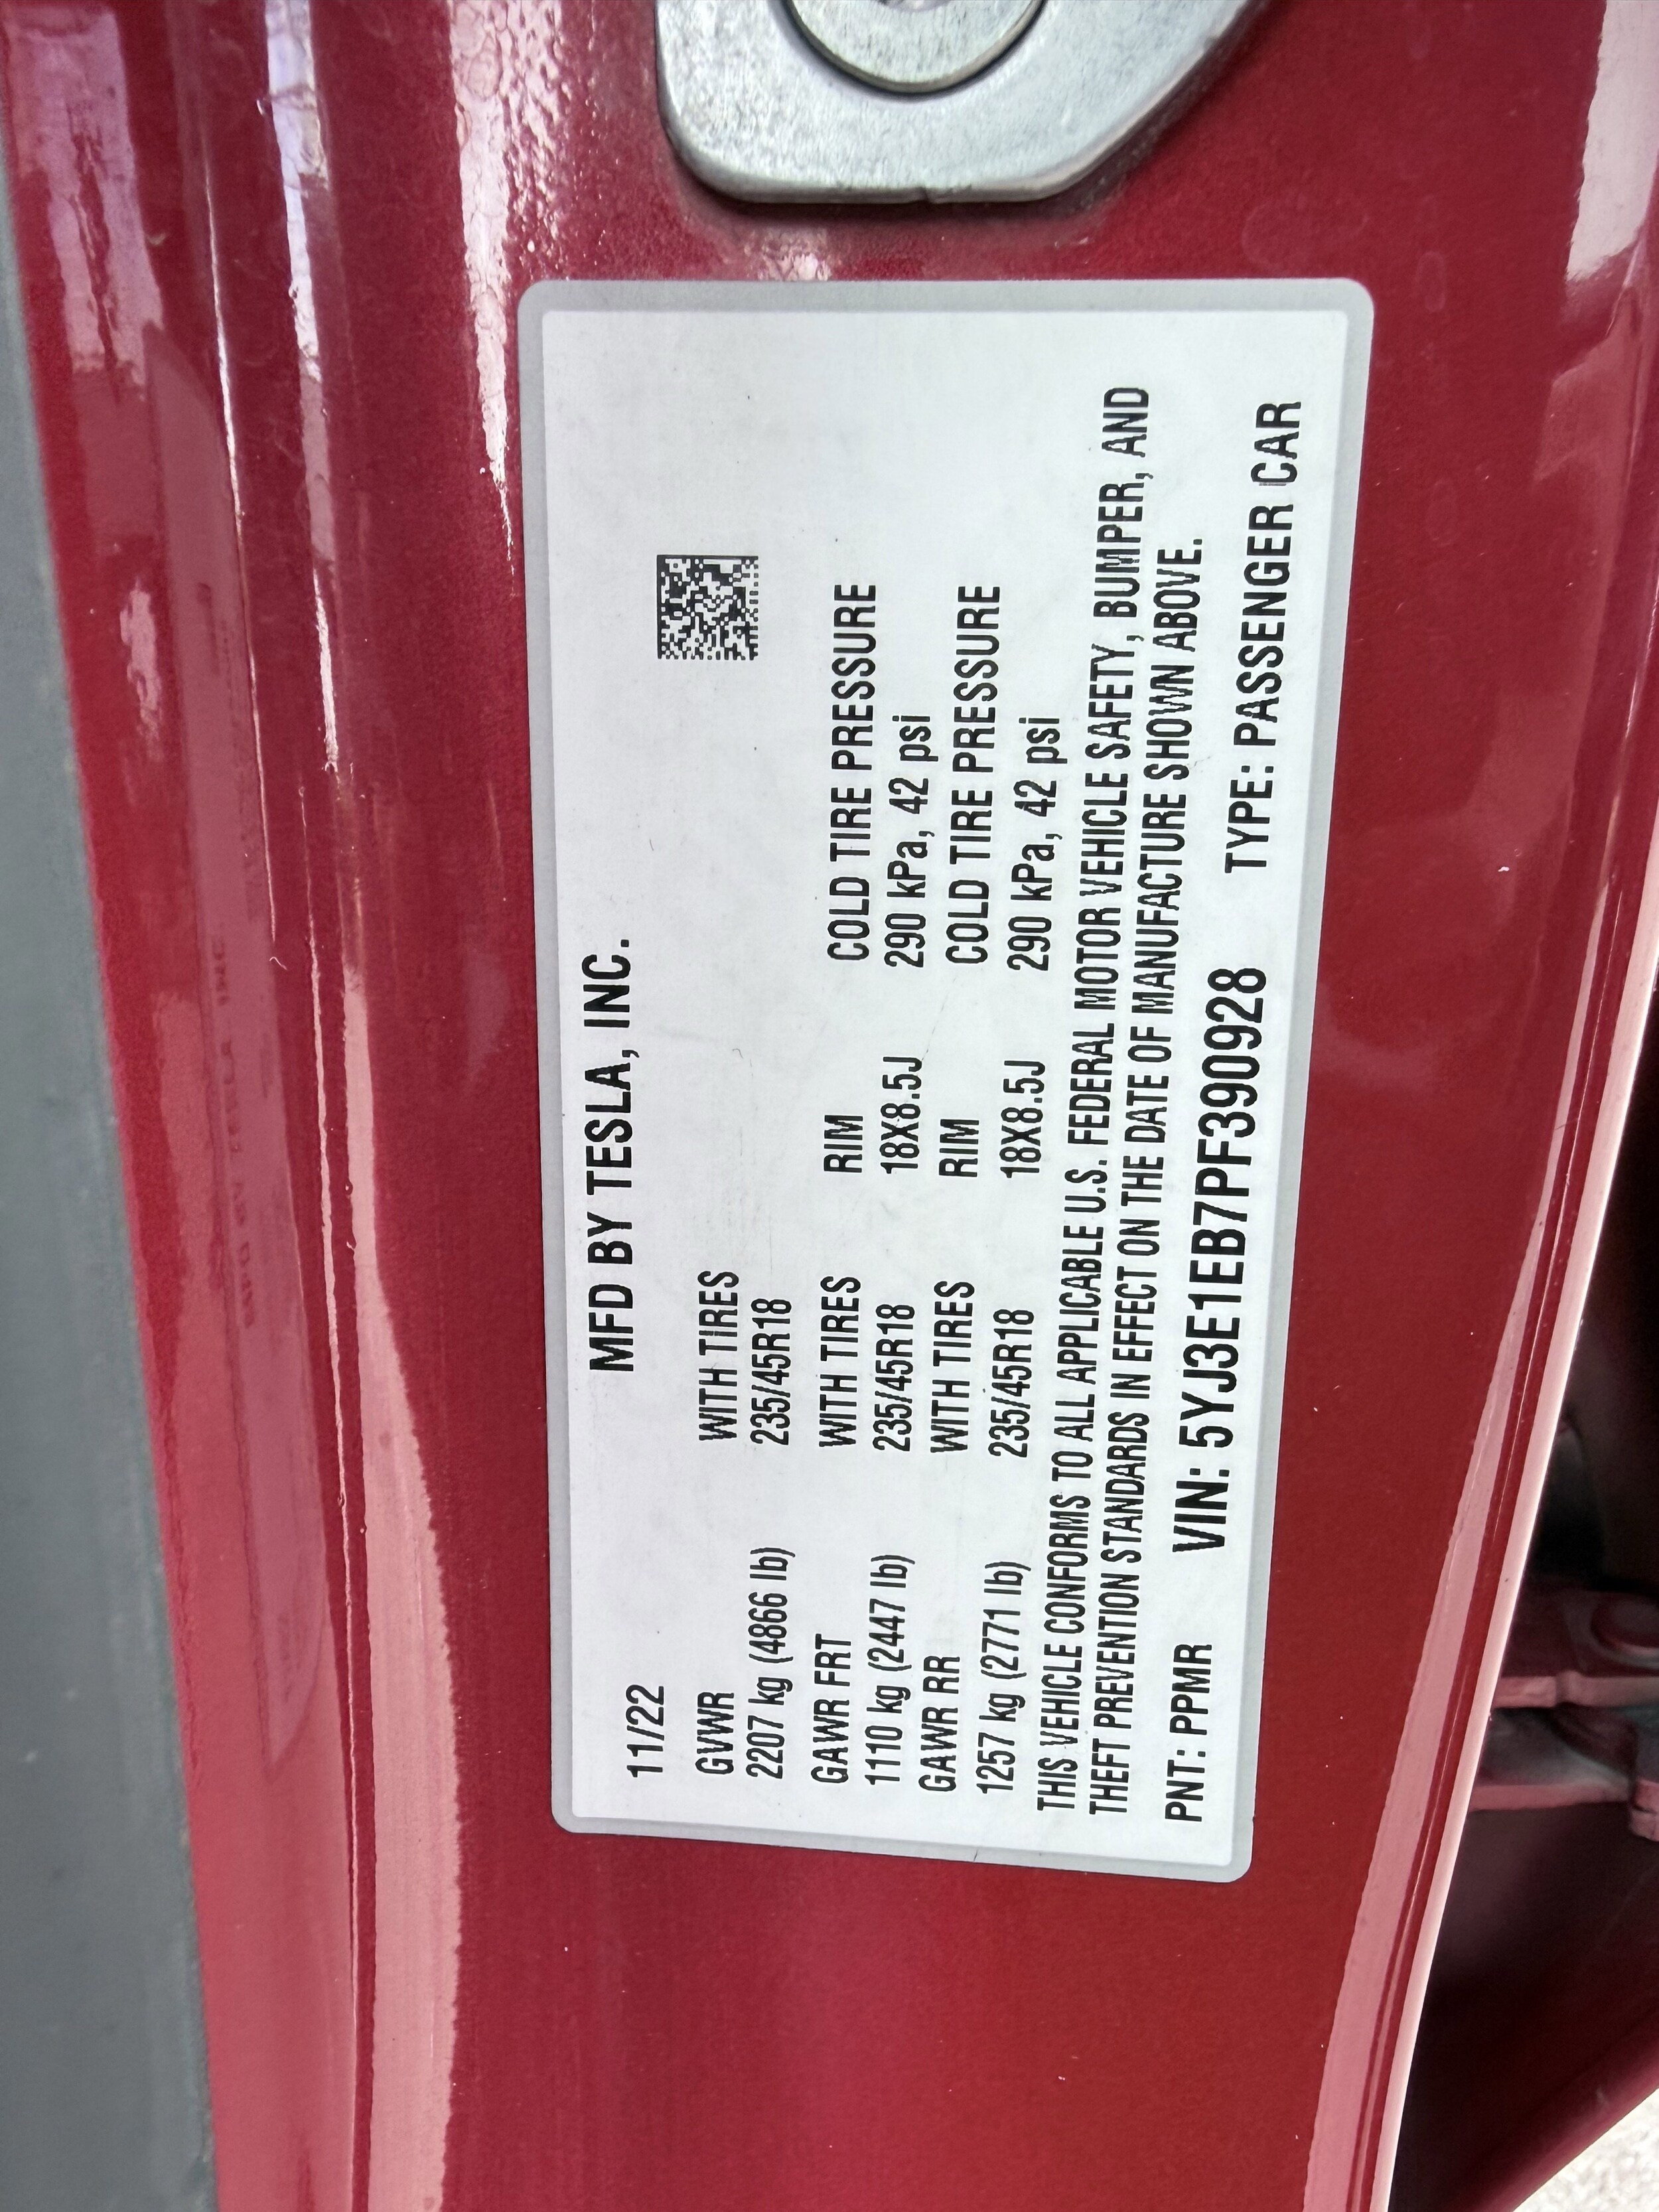 MFD BY TESLA, INC.
11/22
GVWR WITH TIRES
2207 kg (4866 lb) 235/45R18
GAWR FRT WITH TIRES RIM COLD TIRE PRESSURE
1110 kg (2447 lb) 235/45R18 18X8.5J 290 kPa, 42 psi
GAWR RR WITH TIRES RIM COLD TIRE PRESSURE
1257 kg (2771 lb) 235/45R18 18X8.5J 290 kPa, 42 psi
THIS VEHICLE CONFORMS TO ALL APPLICABLE U.S. FEDERAL MOTOR VEHICLE SAFETY, BUMPER, AND
THEFT PREVENTION STANDARDS IN EFFECT ON THE DATE OF MANUFACTURE SHOWN ABOVE.
PNT: PPMR VIN: 5YJ3E1EB7PF390928 TYPE: PASSENGER CAR